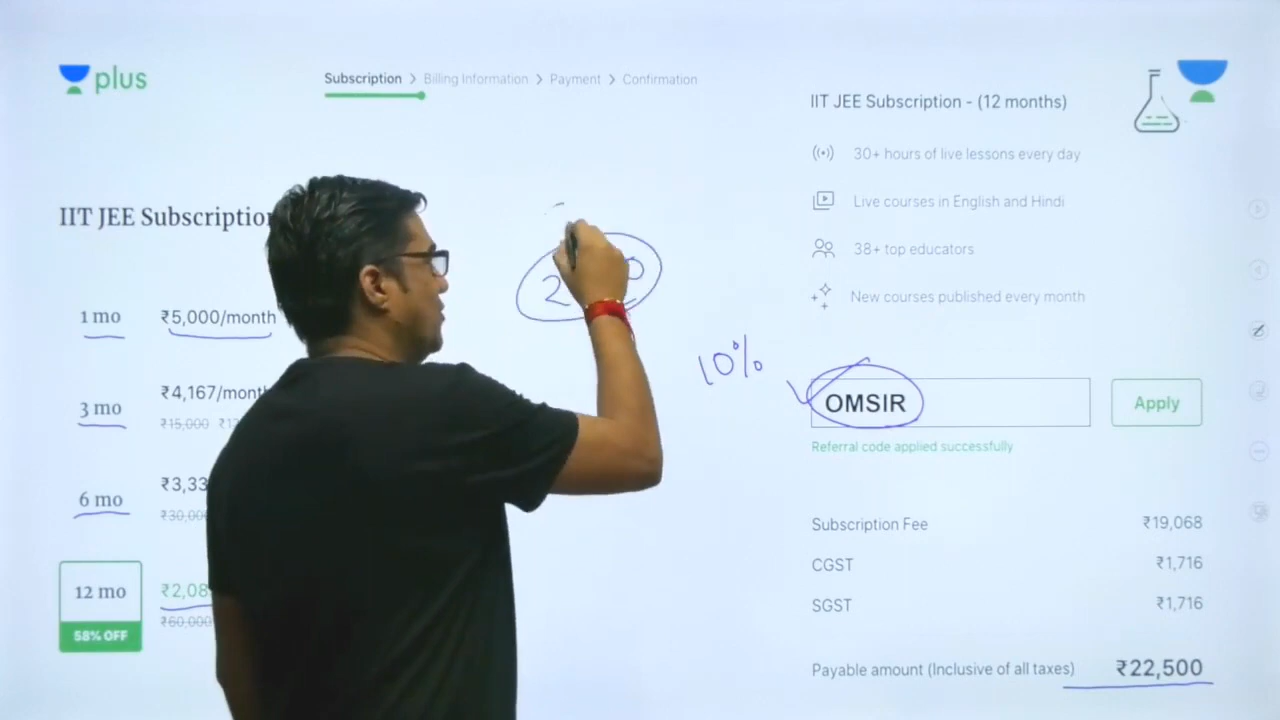 plus
Subscription > Billing Information > Payment > Confirmation
IIT JEE Subscription
1 mo ₹5,000/month
3 mo ₹4,167/month
₹15,000
6 mo
₹30,000
12 mo
58% OFF
₹60,000
10%
IIT JEE Subscription - (12 months)
30+ hours of live lessons every day
Live courses in English and Hindi
38+ top educators
New courses published every month
OMSIR Apply
Referral code applied successfully
Subscription Fee ₹19,068
CGST ₹1,716
SGST ₹1,716
Payable amount (Inclusive of all taxes) ₹22,500